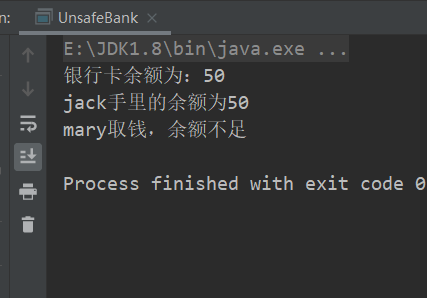 n:
UnsafeBank
E:\JDK1.8\bin\java.exe ...
银行卡余额为：50
jack手里的余额为50
mary取钱，余额不足
Process finished with exit code 0